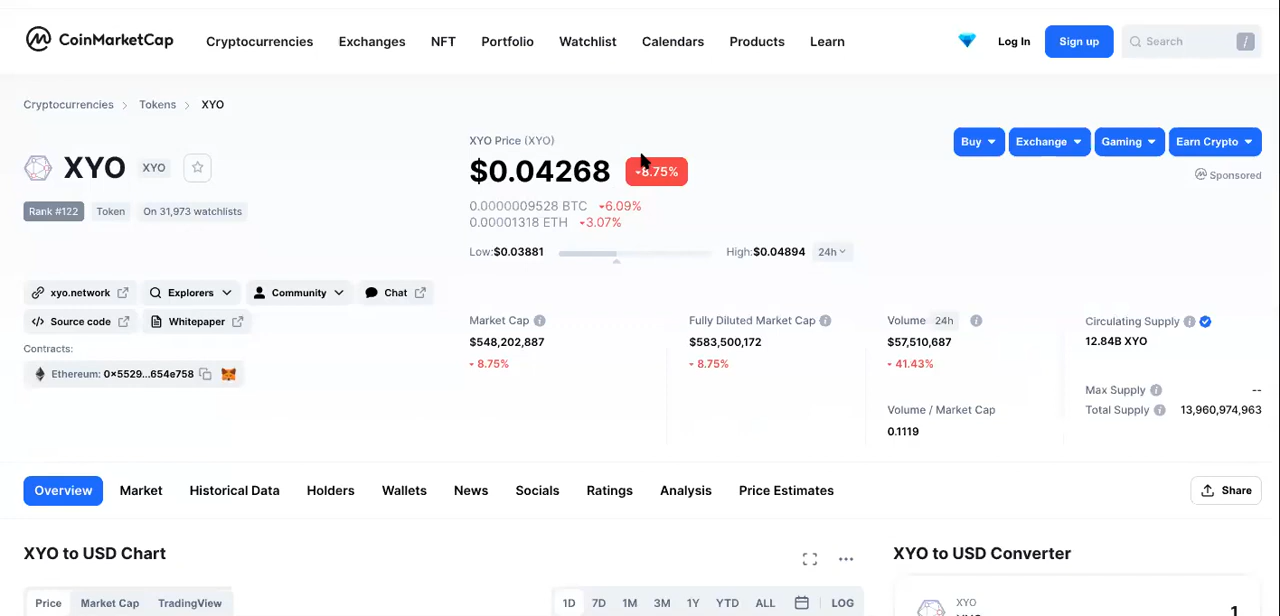 CoinMarketCap Cryptocurrencies Exchanges NFT Portfolio Watchlist Calendars Products Learn Log In Sign up Search /
Cryptocurrencies > Tokens > XYO
XYO Price (XYO)
XYO XYO
$0.04268 -8.75%
Buy Exchange Gaming Earn Crypto
Sponsored
Rank #122 Token On 31,973 watchlists
0.0000009528 BTC 6.09%
0.00001318 ETH 3.07%
Low:$0.03881 High:$0.04894 24h
xyo.network Explorers Community Chat
Source code Whitepaper
Contracts:
Ethereum: 0x5529...654e758
Market Cap
$548,202,887
8.75%
Fully Diluted Market Cap
$583,500,172
8.75%
Volume 24h
$57,510,687
41.43%
Volume / Market Cap
0.1119
Circulating Supply
12.84B XYO
Max Supply --
Total Supply 13,960,974,963
Overview Market Historical Data Holders Wallets News Socials Ratings Analysis Price Estimates Share
XYO to USD Chart
XYO to USD Converter
Price Market Cap TradingView 1D 7D 1M 3M 1Y YTD ALL LOG
XYO
1